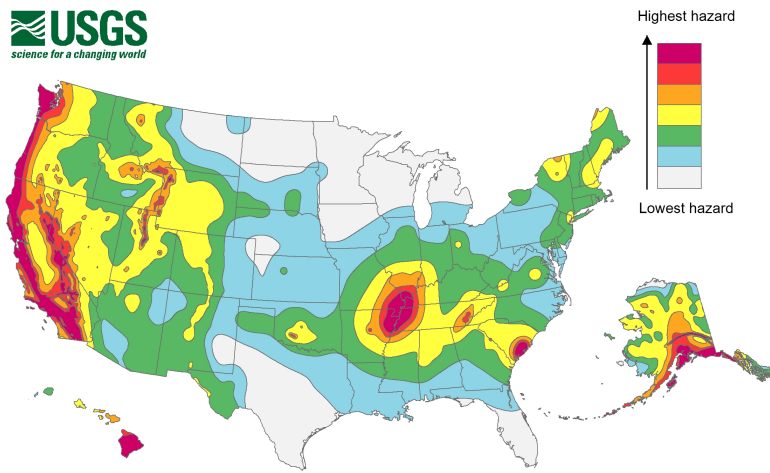 USGS
science for a changing world
Highest hazard
Lowest hazard